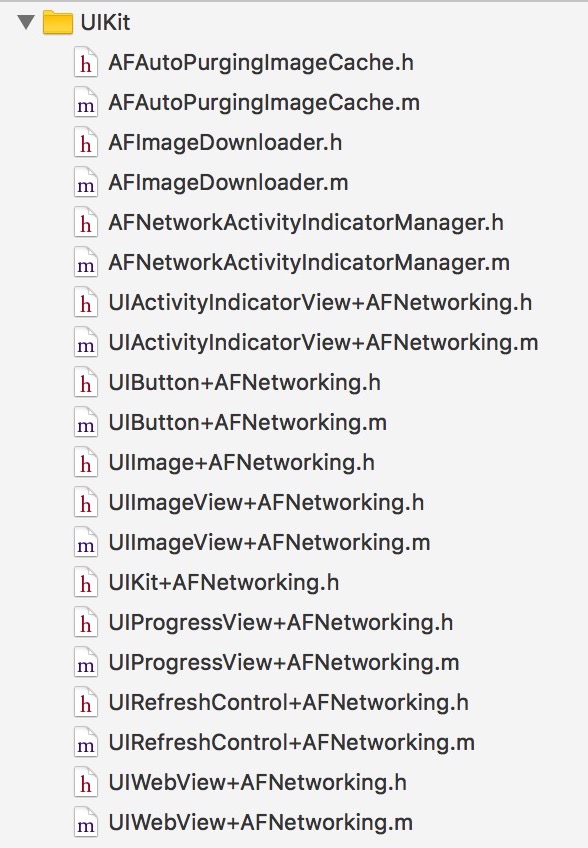 UIKit
h AFAutoPurgingImageCache.h
m AFAutoPurgingImageCache.m
h AFImageDownloader.h
m AFImageDownloader.m
h AFNetworkActivityIndicatorManager.h
m AFNetworkActivityIndicatorManager.m
h UIActivityIndicatorView+AFNetworking.h
m UIActivityIndicatorView+AFNetworking.m
h UIButton+AFNetworking.h
m UIButton+AFNetworking.m
h UIImage+AFNetworking.h
h UIImageView+AFNetworking.h
m UIImageView+AFNetworking.m
h UIKit+AFNetworking.h
h UIProgressView+AFNetworking.h
m UIProgressView+AFNetworking.m
h UIRefreshControl+AFNetworking.h
m UIRefreshControl+AFNetworking.m
h UIWebView+AFNetworking.h
m UIWebView+AFNetworking.m